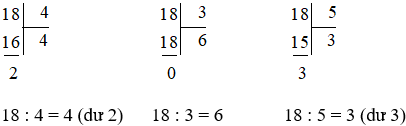 18 4 18 3 18 5
16 4 18 6 15 3
2 0 3
18 : 4 = 4 (dư 2) 18 : 3 = 6 18 : 5 = 3 (dư 3)